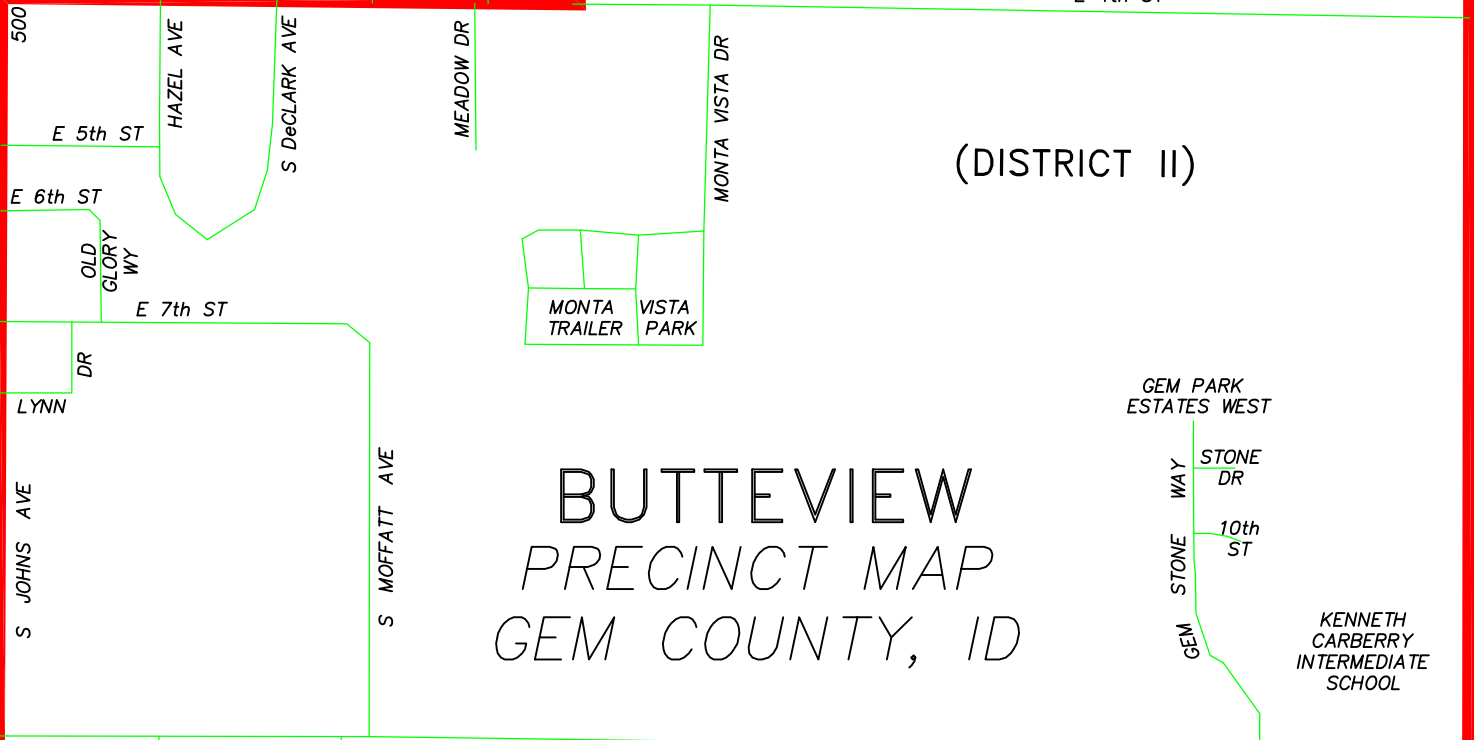 500
HAZEL AVE
S DeCLARK AVE
MEADOW DR
MONTA VISTA DR
E 5th ST
(DISTRICT II)
E 6th ST
OLD
GLORY
WY
E 7th ST
MONTA VISTA
TRAILER PARK
DR
LYNN
GEM PARK
ESTATES WEST
S JOHNS AVE
S MOFFATT AVE
BUTTEVIEW
PRECINCT MAP
GEM COUNTY, ID
GEM STONE WAY
STONE
DR
10th
ST
KENNETH
CARBERRY
INTERMEDIATE
SCHOOL